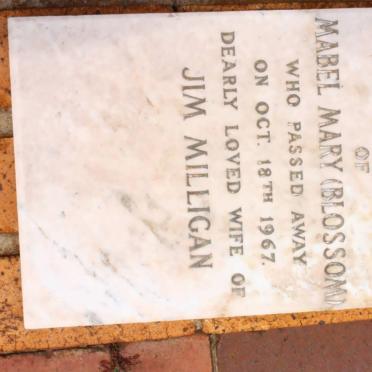 OF
MABEL MARY (BLOSSOM)
WHO PASSED AWAY
ON OCT. 18TH 1967.
DEARLY LOVED WIFE OF
JIM MILLIGAN